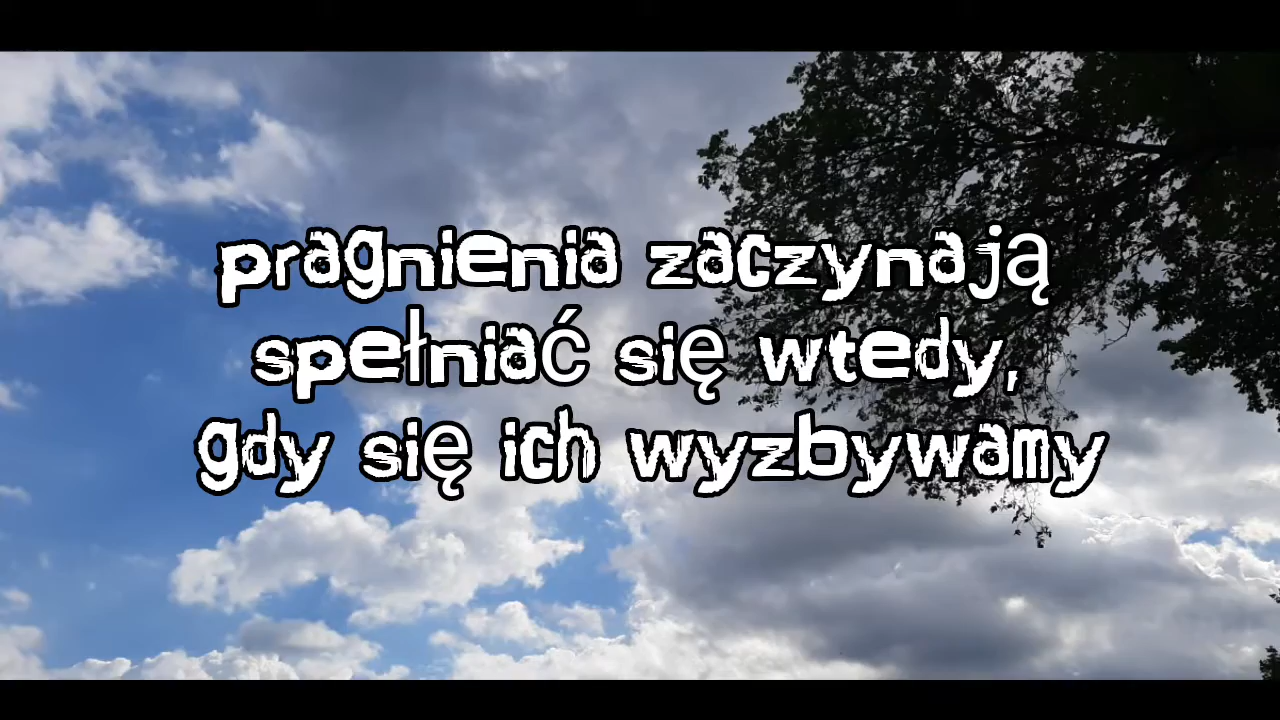 pragnienia zaczynają
spełniać się wtedy,
gdy się ich wyzbywamy